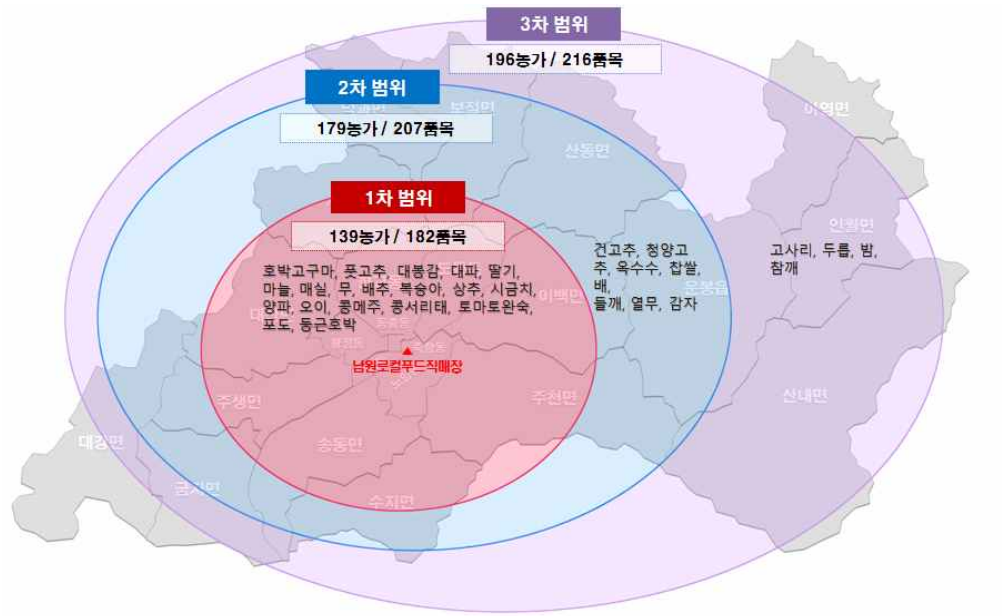 3차 범위
196농가 / 216품목
2차 범위
179농가 / 207품목
아영면
산동면
1차 범위
139농가 / 182품목
인월면
호박고구마, 풋고추, 대봉감, 대파, 딸기,
마늘, 매실, 무, 배추, 복숭아, 상추, 시금치,
양파, 오이, 콩메주, 콩서리태, 토마토완숙,
포도, 둥근호박
건고추, 청양고
추, 옥수수, 찹쌀,
배,
들깨, 열무, 감자
고사리, 두릅, 밤,
참깨
이백면
운봉읍
남원로컬푸드직매장
주생면
주천면
산내면
대강면
송동면
금지면
수지면